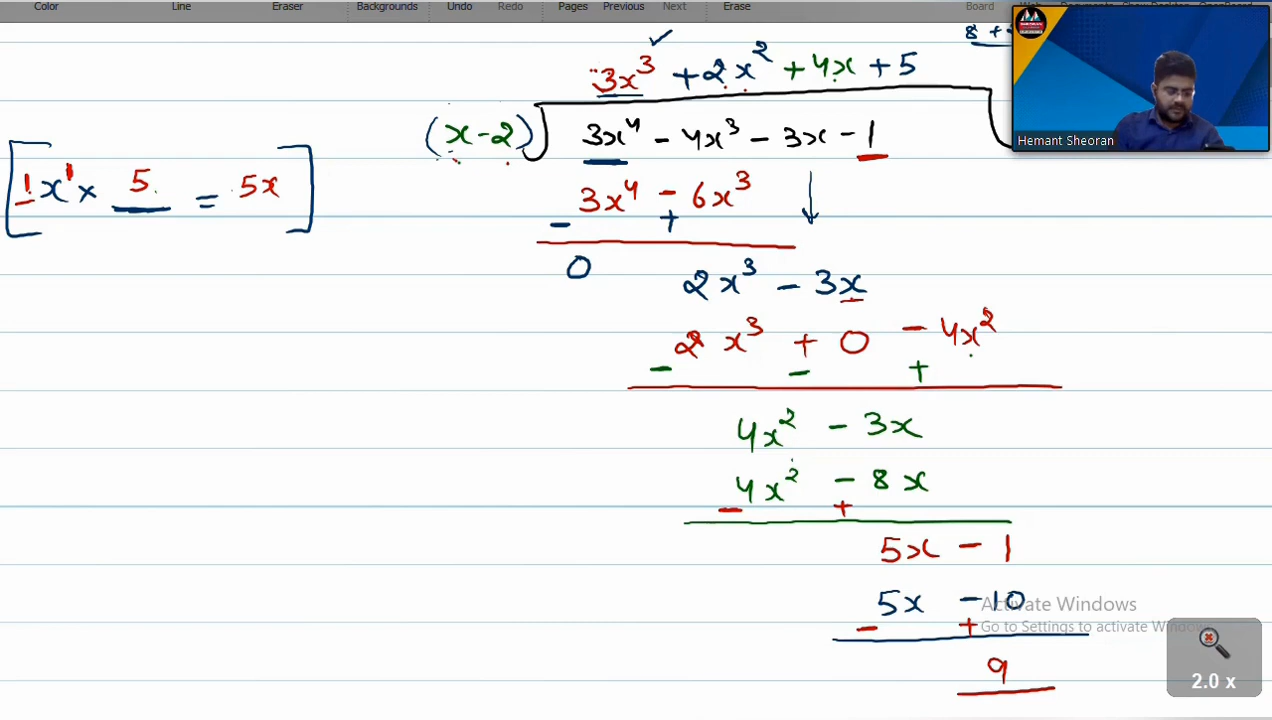 Color Line Eraser Backgrounds Undo Redo Pages Previous Next Erase Board
8 +
Hemant Sheoran
3x³ + 2x² + 4x + 5
(x - 2) 3x⁴ - 4x³ - 3x - 1
1x¹ × 5 = 5x
3x⁴ - 6x³
- +
0 2x³ - 3x
2x³ + 0 - 4x²
- - +
4x² - 3x
4x² - 8x
- +
5x - 1
5x - 10
- +
9
Activate Windows
Go to Settings to activate Windows.
2.0 x